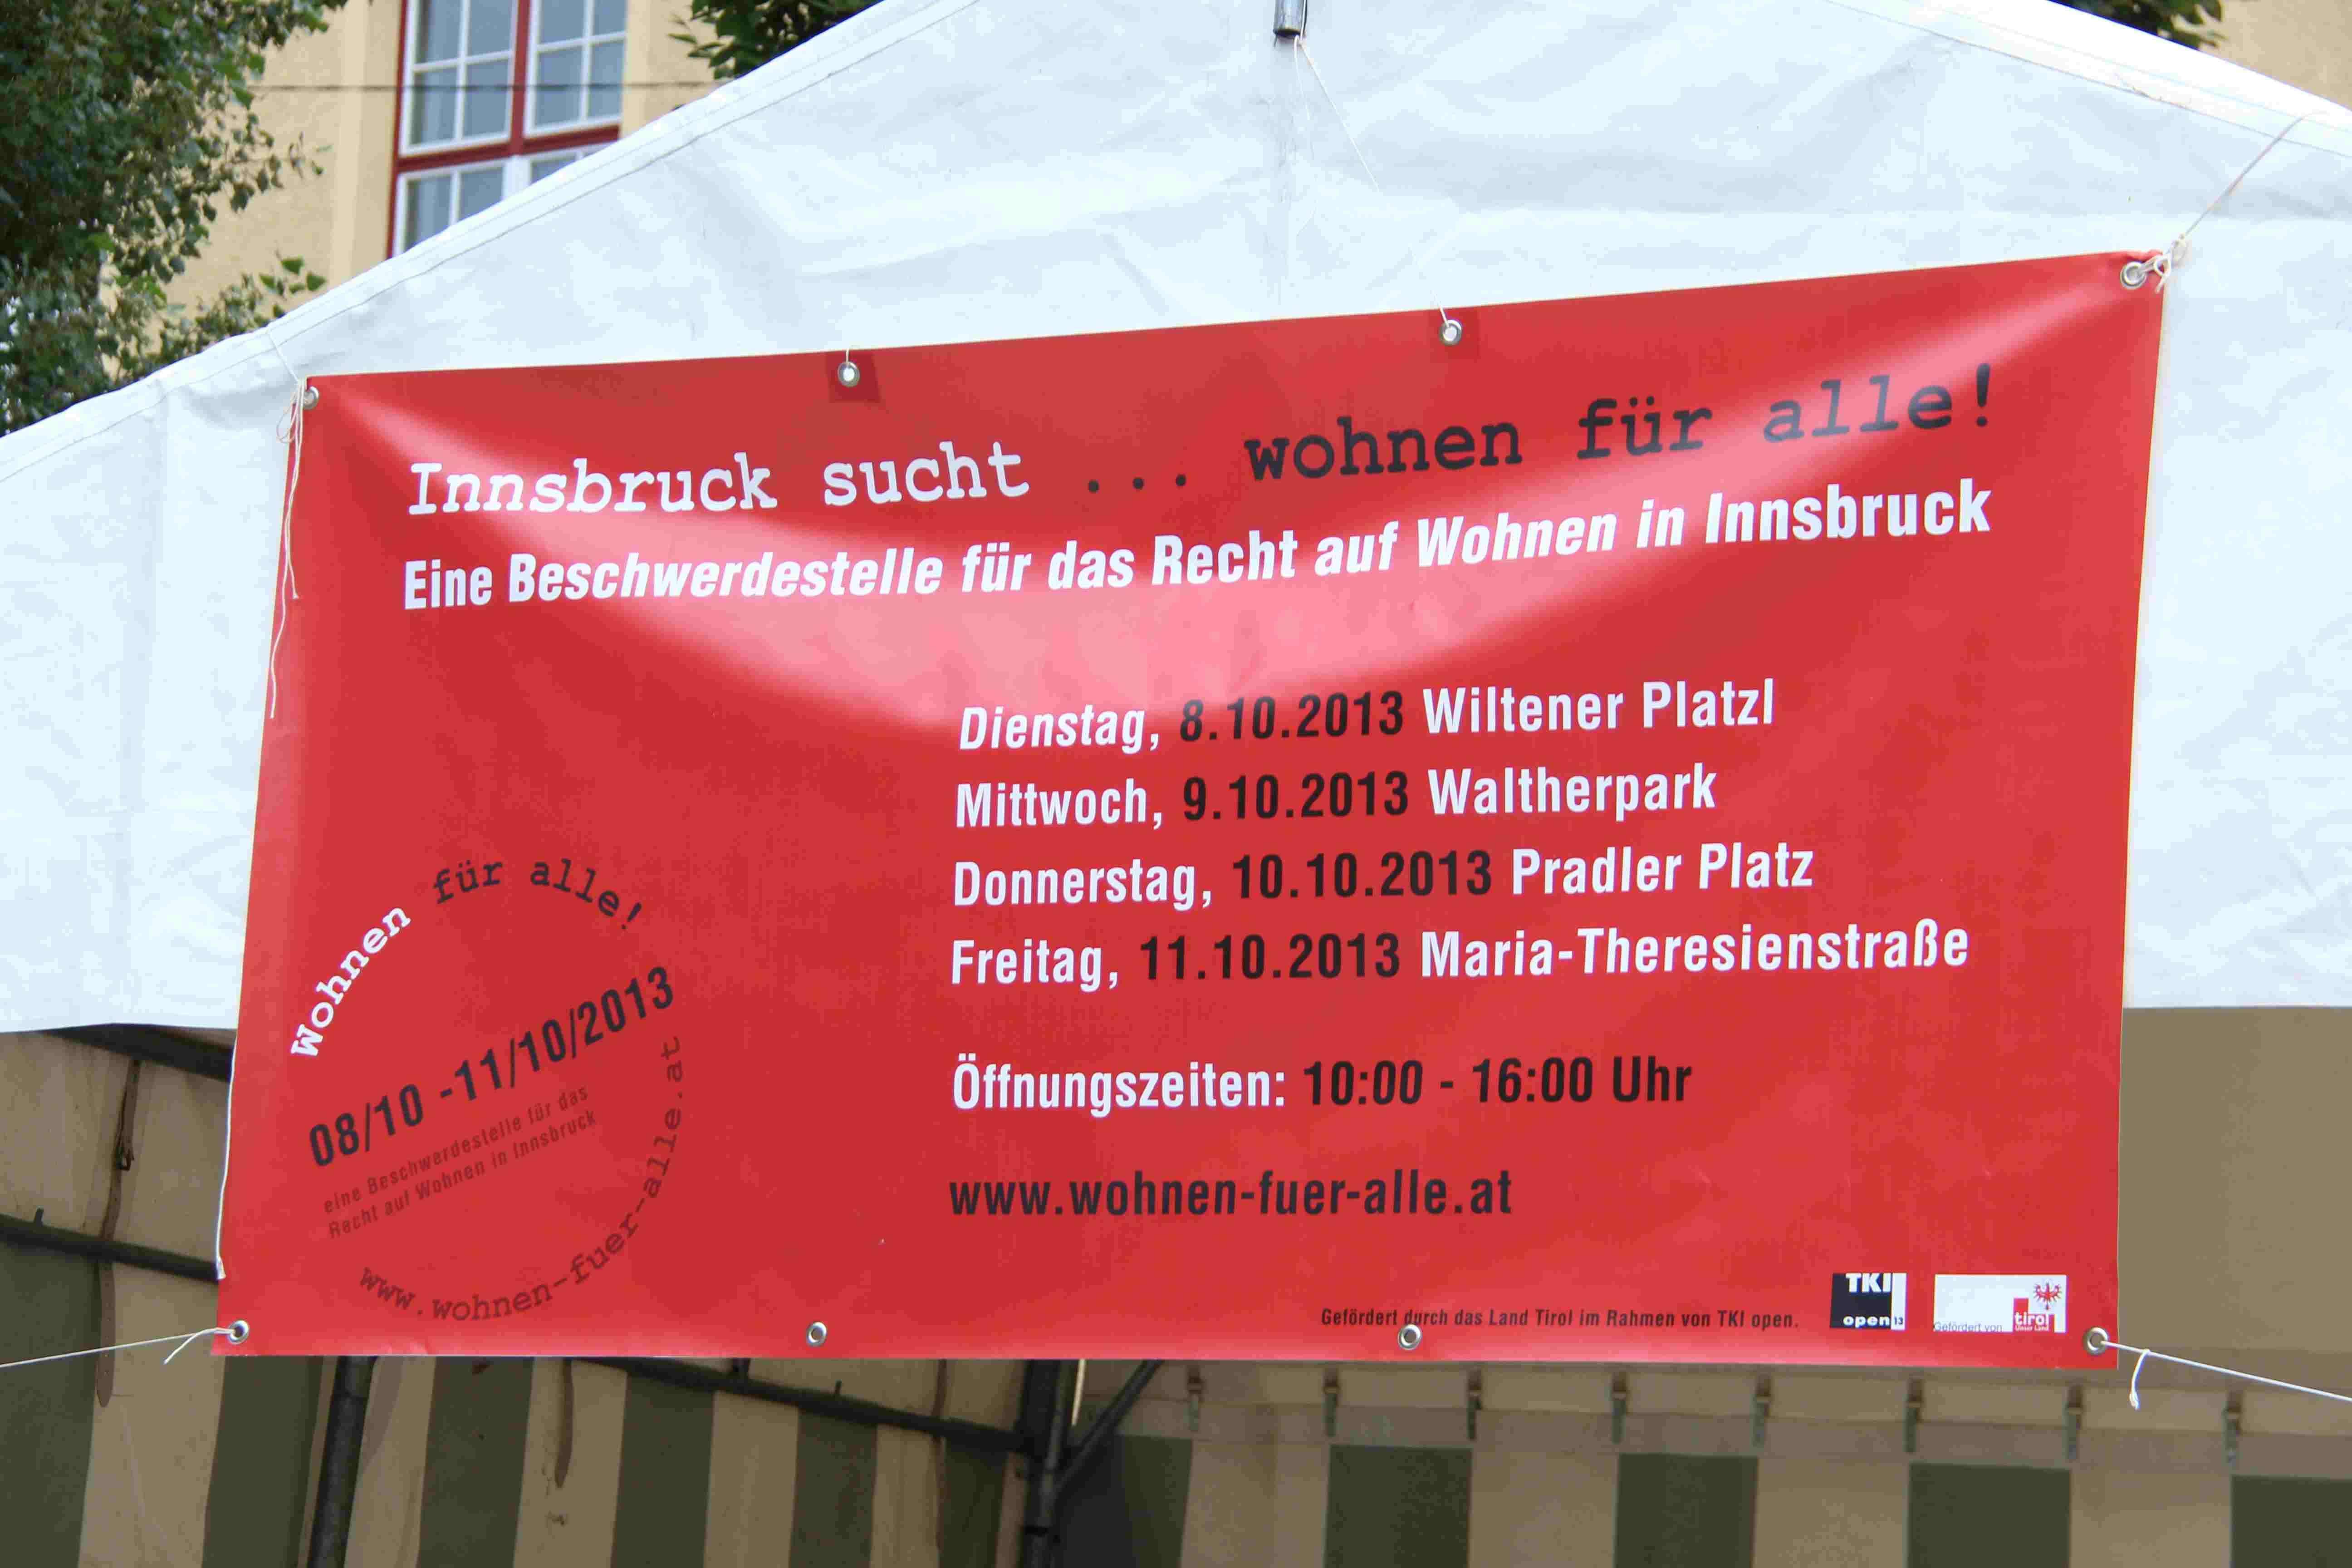 Innsbruck sucht ... wohnen für alle!
Eine Beschwerdestelle für das Recht auf Wohnen in Innsbruck
Dienstag, 8.10.2013 Wiltener Platzl
Mittwoch, 9.10.2013 Waltherpark
Donnerstag, 10.10.2013 Pradler Platz
Freitag, 11.10.2013 Maria-Theresienstraße
Öffnungszeiten: 10:00 - 16:00 Uhr
www.wohnen-fuer-alle.at
Wohnen für alle!
08/10 -11/10/2013
eine Beschwerdestelle für das
Recht auf Wohnen in Innsbruck
www.wohnen-fuer-alle.at
Gefördert durch das Land Tirol im Rahmen von TKI open.
TKI
open 13
Gefördert von
tirol
Unser Land